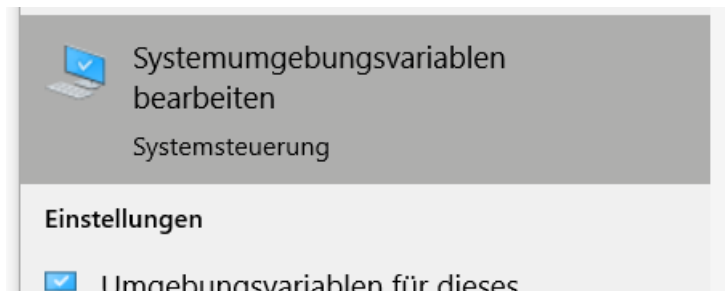 Systemumgebungsvariablen
bearbeiten
Systemsteuerung
Einstellungen
Umgebungsvariablen für dieses